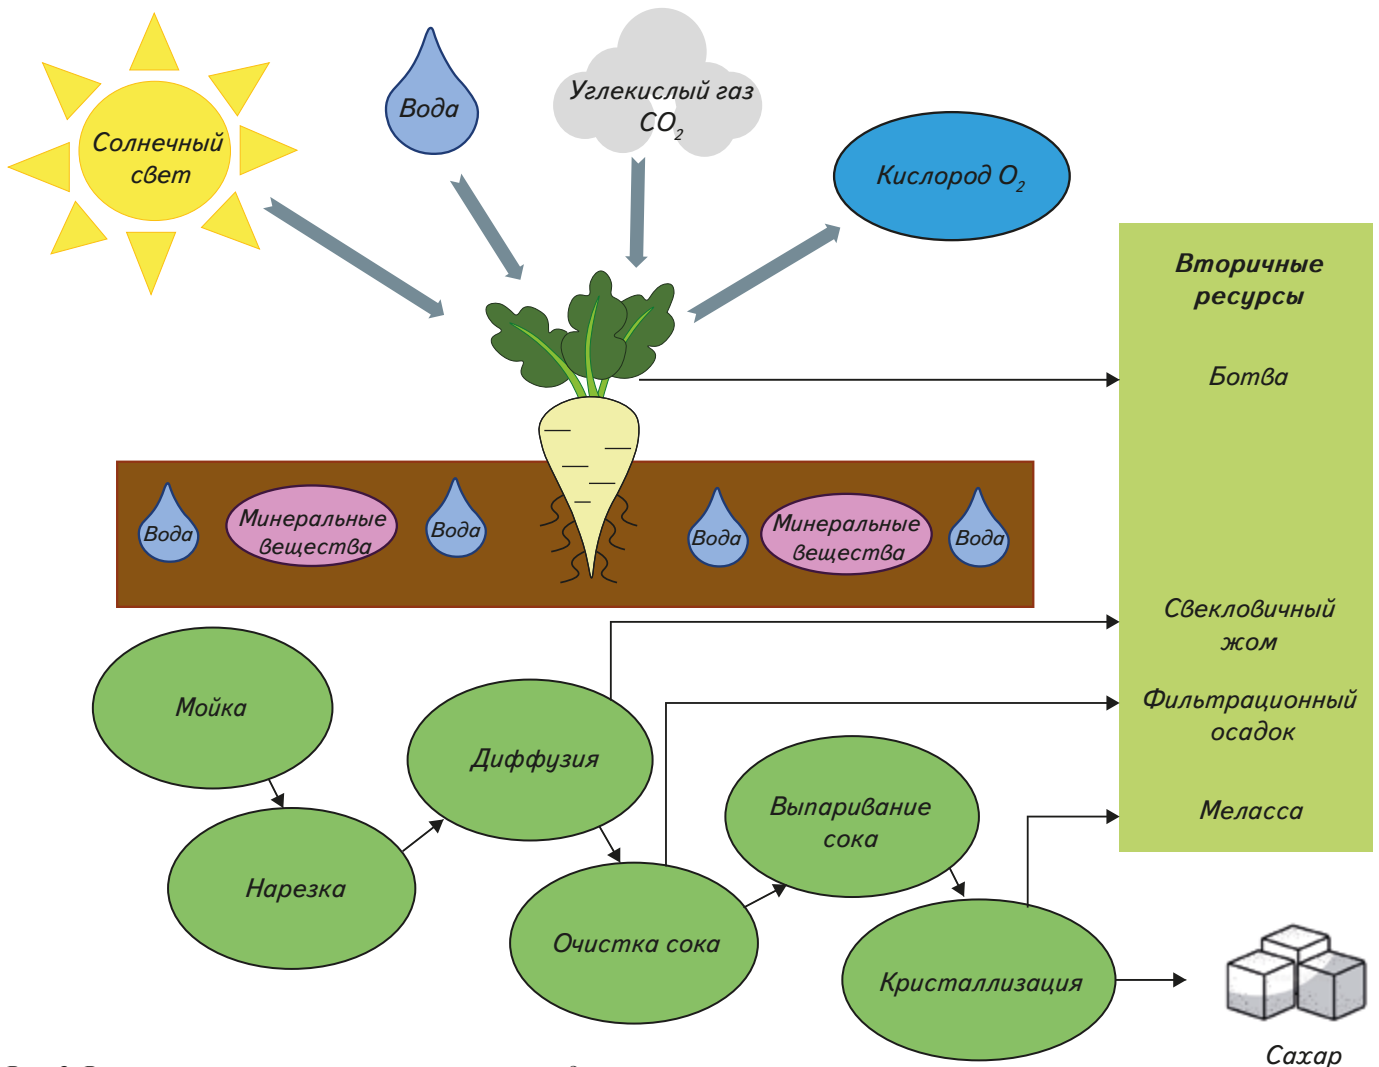 Солнечный
свет
Вода
Углекислый газ
CO₂
Кислород O₂
Вторичные
ресурсы
Ботва
Вода
Минеральные
вещества
Вода
Вода
Минеральные
вещества
Вода
Свекловичный
жом
Фильтрационный
осадок
Меласса
Мойка
Нарезка
Диффузия
Очистка сока
Выпаривание
сока
Кристаллизация
Сахар